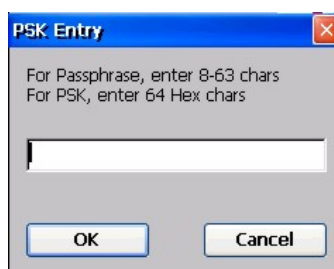 PSK Entry
For Passphrase, enter 8-63 chars
For PSK, enter 64 Hex chars
OK
Cancel